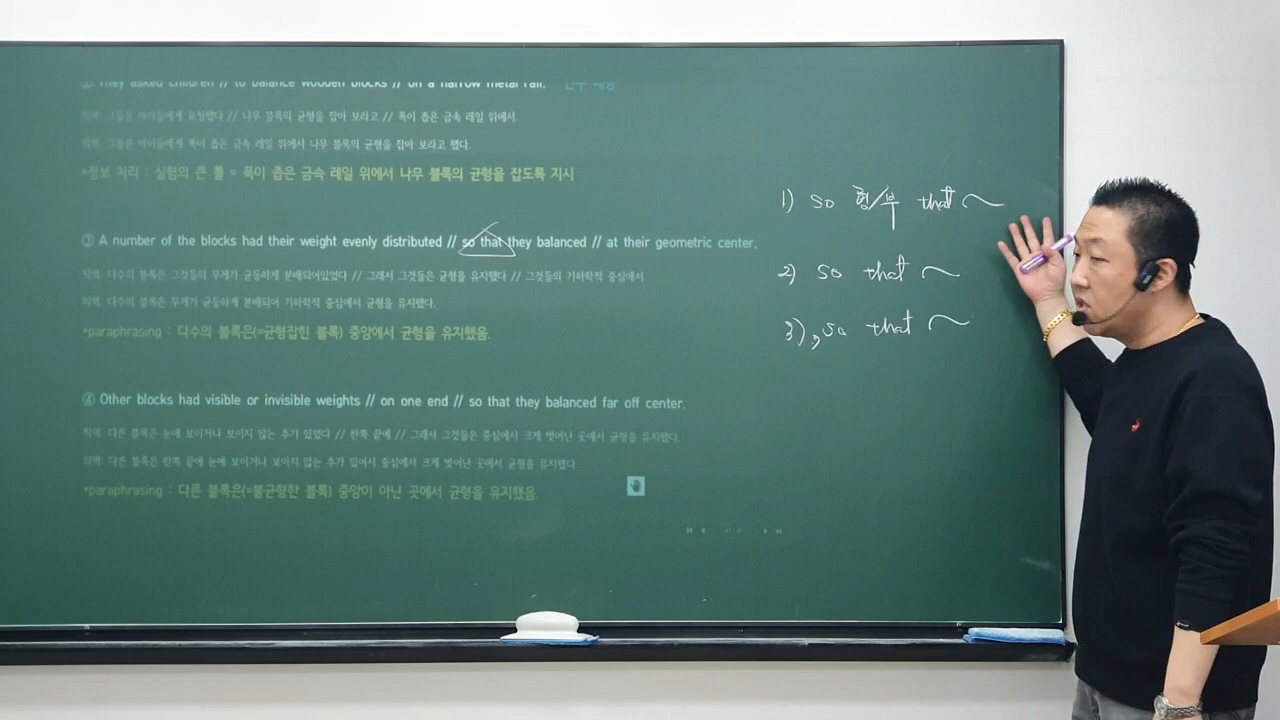 ② They asked children // to balance wooden blocks // on a narrow metal rail.
직역: 그들은 아이들에게 요청했다 // 나무 블록의 균형을 잡아 보라고 // 폭이 좁은 금속 레일 위에서.
의역: 그들은 아이들에게 폭이 좁은 금속 레일 위에서 나무 블록의 균형을 잡아 보라고 했다.
*정보 처리 : 실험의 큰 틀 = 폭이 좁은 금속 레일 위에서 나무 블록의 균형을 잡도록 지시
③ A number of the blocks had their weight evenly distributed // so that they balanced // at their geometric center.
직역: 다수의 블록은 그것들의 무게가 균등하게 분배되어있었다 // 그래서 그것들은 균형을 유지했다 // 그것들의 기하학적 중심에서
의역: 다수의 블록은 무게가 균등하게 분배되어 기하학적 중심에서 균형을 유지했다.
*paraphrasing : 다수의 블록은(=균형잡힌 블록) 중앙에서 균형을 유지했음.
④ Other blocks had visible or invisible weights // on one end // so that they balanced far off center.
직역: 다른 블록은 눈에 보이거나 보이지 않는 추가 있었다 // 한쪽 끝에 // 그래서 그것들은 중심에서 크게 벗어난 곳에서 균형을 유지했다.
의역: 다른 블록은 한쪽 끝에 눈에 보이거나 보이지 않는 추가 있어서 중심에서 크게 벗어난 곳에서 균형을 유지했다
*paraphrasing : 다른 블록은(=불균형한 블록) 중앙이 아닌 곳에서 균형을 유지했음.
1) so 형/부 that ~
2) so that ~
3) , so that ~